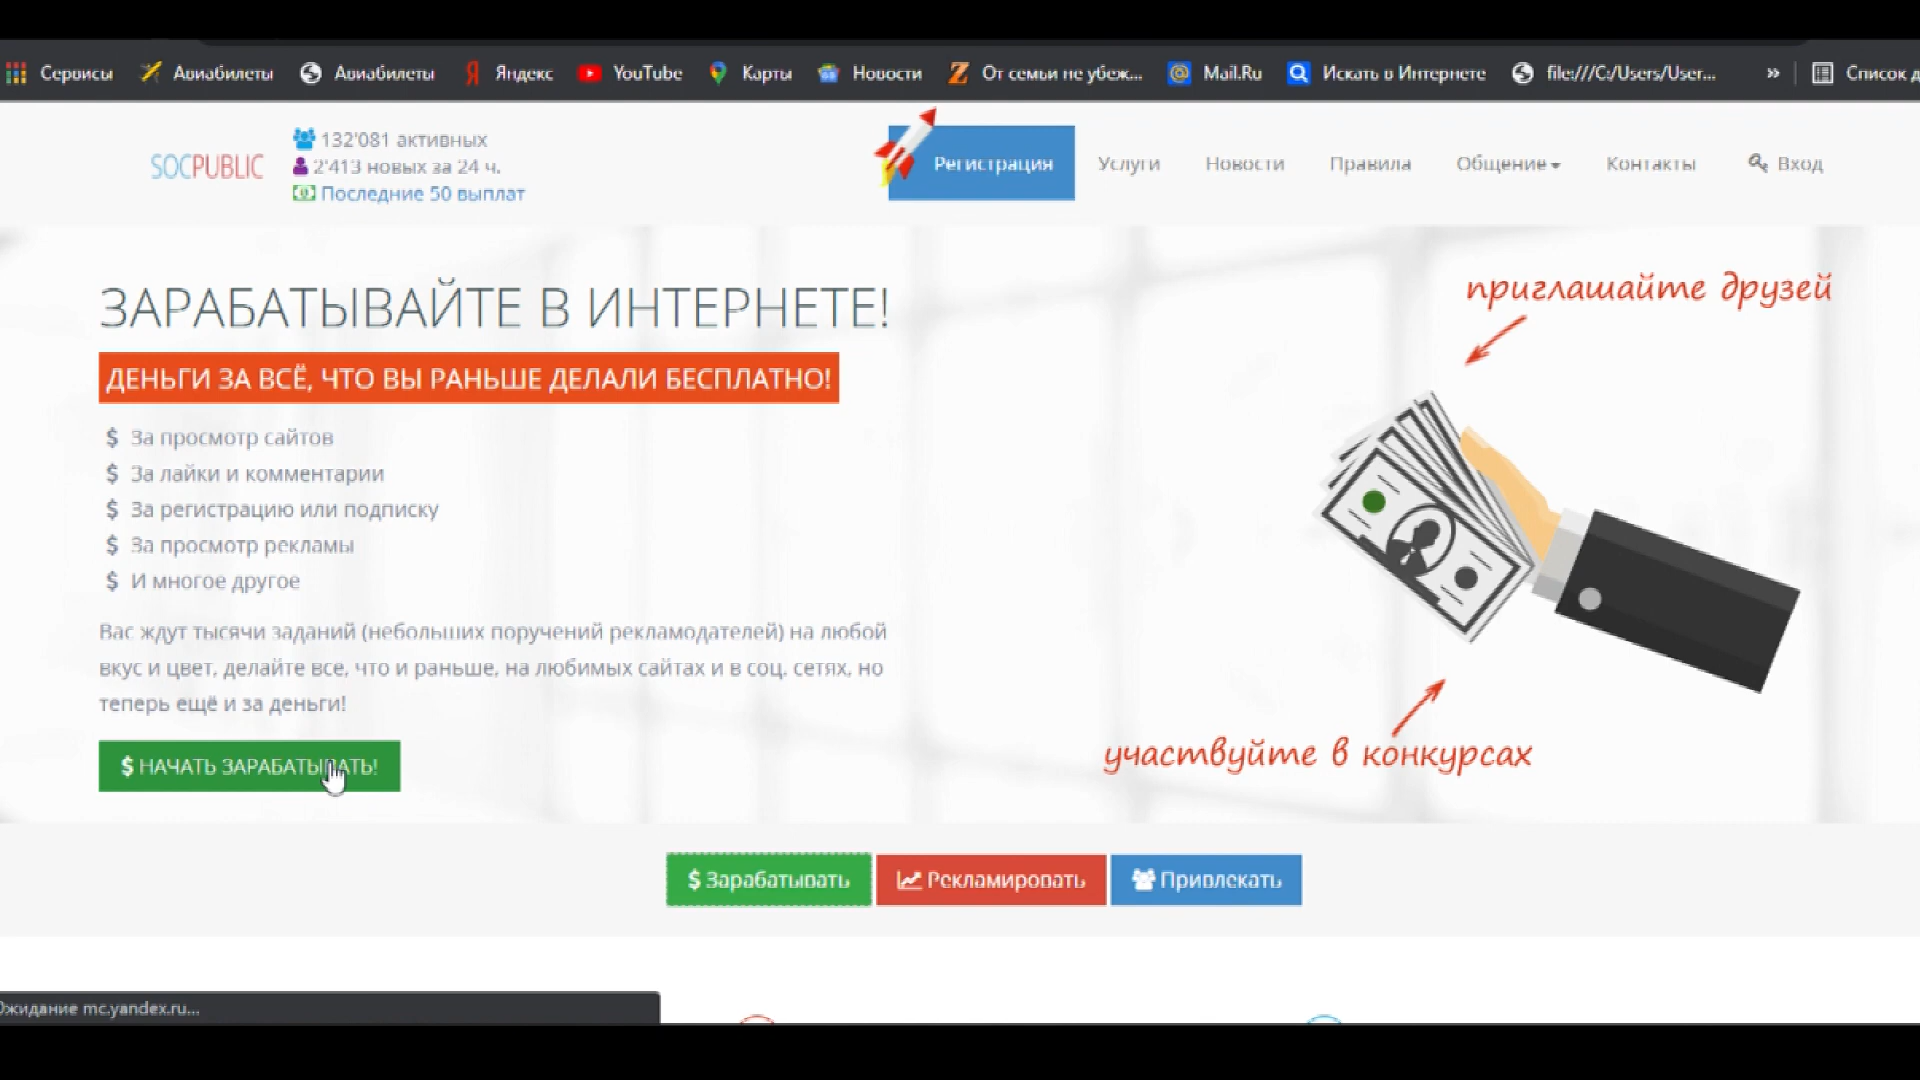 Сервисы Авиабилеты Авиабилеты Яндекс YouTube Карты Новости От семьи не убеж... Mail.Ru Искать в Интернете file:///C:/Users/User... » Список д
SOCPUBLIC
132'081 активных
2'413 новых за 24 ч.
Последние 50 выплат
Регистрация Услуги Новости Правила Общение Контакты Вход
ЗАРАБАТЫВАЙТЕ В ИНТЕРНЕТЕ!
ДЕНЬГИ ЗА ВСЁ, ЧТО ВЫ РАНЬШЕ ДЕЛАЛИ БЕСПЛАТНО!
$ За просмотр сайтов
$ За лайки и комментарии
$ За регистрацию или подписку
$ За просмотр рекламы
$ И многое другое
Вас ждут тысячи заданий (небольших поручений рекламодателей) на любой
вкус и цвет, делайте все, что и раньше, на любимых сайтах и в соц. сетях, но
теперь ещё и за деньги!
$ НАЧАТЬ ЗАРАБАТЫВАТЬ!
приглашайте друзей
участвуйте в конкурсах
$ Зарабатывать Рекламировать Привлекать
Ожидание mc.yandex.ru...